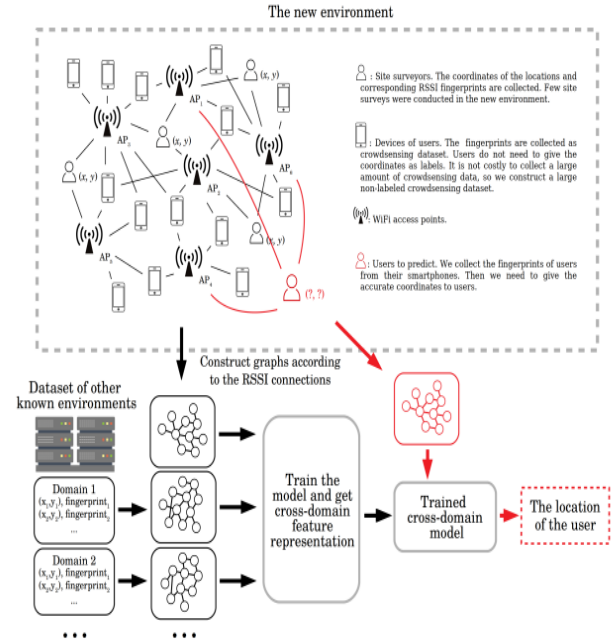 The new environment
(x, y)
AP1
(x, y)
AP3
AP6
(x, y)
AP2
(x, y)
AP5
AP4
(?, ?)
: Site surveyors. The coordinates of the locations and
corresponding RSSI fingerprints are collected. Few site
surveys were conducted in the new environment.
: Devices of users. The fingerprints are collected as
crowdsensing dataset. Users do not need to give the
coordinates as labels. It is not costly to collect a large
amount of crowdsensing data, so we construct a large
non-labeled crowdsensing dataset.
: WiFi access points.
: Users to predict. We collect the fingerprints of users
from their smartphones. Then we need to give the
accurate coordinates to users.
Construct graphs according
to the RSSI connections
Dataset of other
known environments
Domain 1
(x1,y1), fingerprint1
(x2,y2), fingerprint2
...
Domain 2
(x1,y1), fingerprint1
(x2,y2), fingerprint2
...
Train the
model and get
cross-domain
feature
representation
Trained
cross-domain
model
The location
of the user